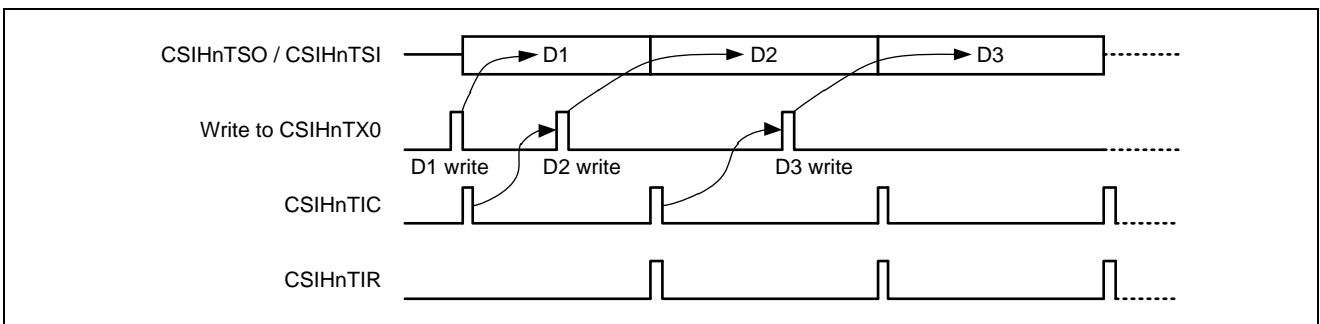 CSIHnTSO / CSIHnTSI D1 D2 D3
Write to CSIHnTX0
D1 write D2 write D3 write
CSIHnTIC
CSIHnTIR